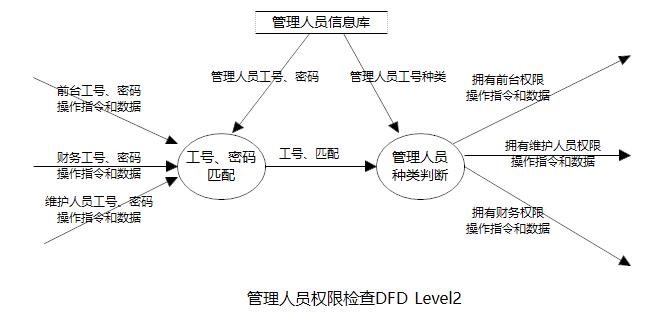 管理人员信息库
管理人员工号、密码
管理人员工号种类
前台工号、密码
操作指令和数据
财务工号、密码
操作指令和数据
维护人员工号、密码
操作指令和数据
工号、密码
匹配
工号、匹配
管理人员
种类判断
拥有前台权限
操作指令和数据
拥有维护人员权限
操作指令和数据
拥有财务权限
操作指令和数据
管理人员权限检查DFD Level2